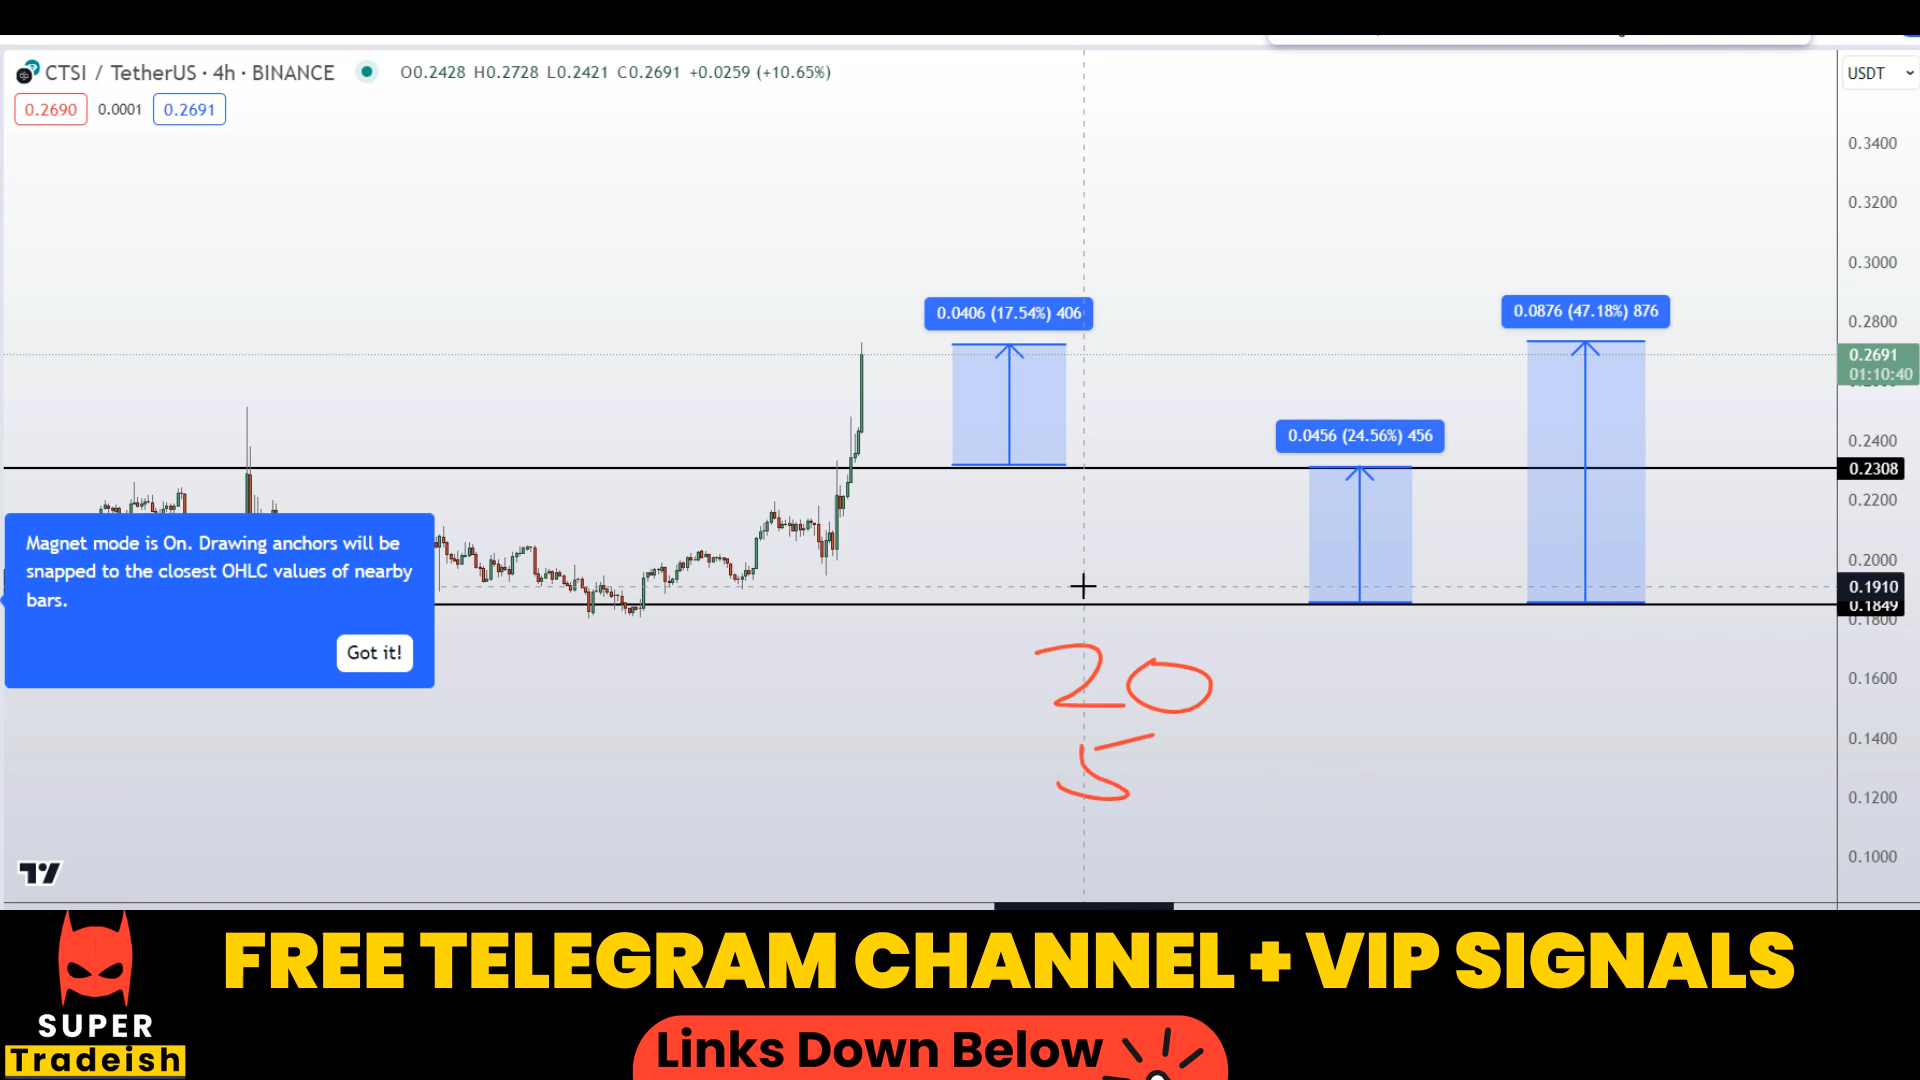 CTSI / TetherUS · 4h · BINANCE O0.2428 H0.2728 L0.2421 C0.2691 +0.0259 (+10.65%)
USDT
0.2690 0.0001 0.2691
0.3400
0.3200
0.3000
0.0406 (17.54%) 406
0.0876 (47.18%) 876
0.2800
0.2691
01:10:40
0.0456 (24.56%) 456
0.2400
0.2308
0.2200
Magnet mode is On. Drawing anchors will be
snapped to the closest OHLC values of nearby
bars.
Got it!
0.2000
0.1910
0.1849
0.1800
20
5
0.1600
0.1400
0.1200
0.1000
FREE TELEGRAM CHANNEL + VIP SIGNALS
SUPER
Tradeish
Links Down Below